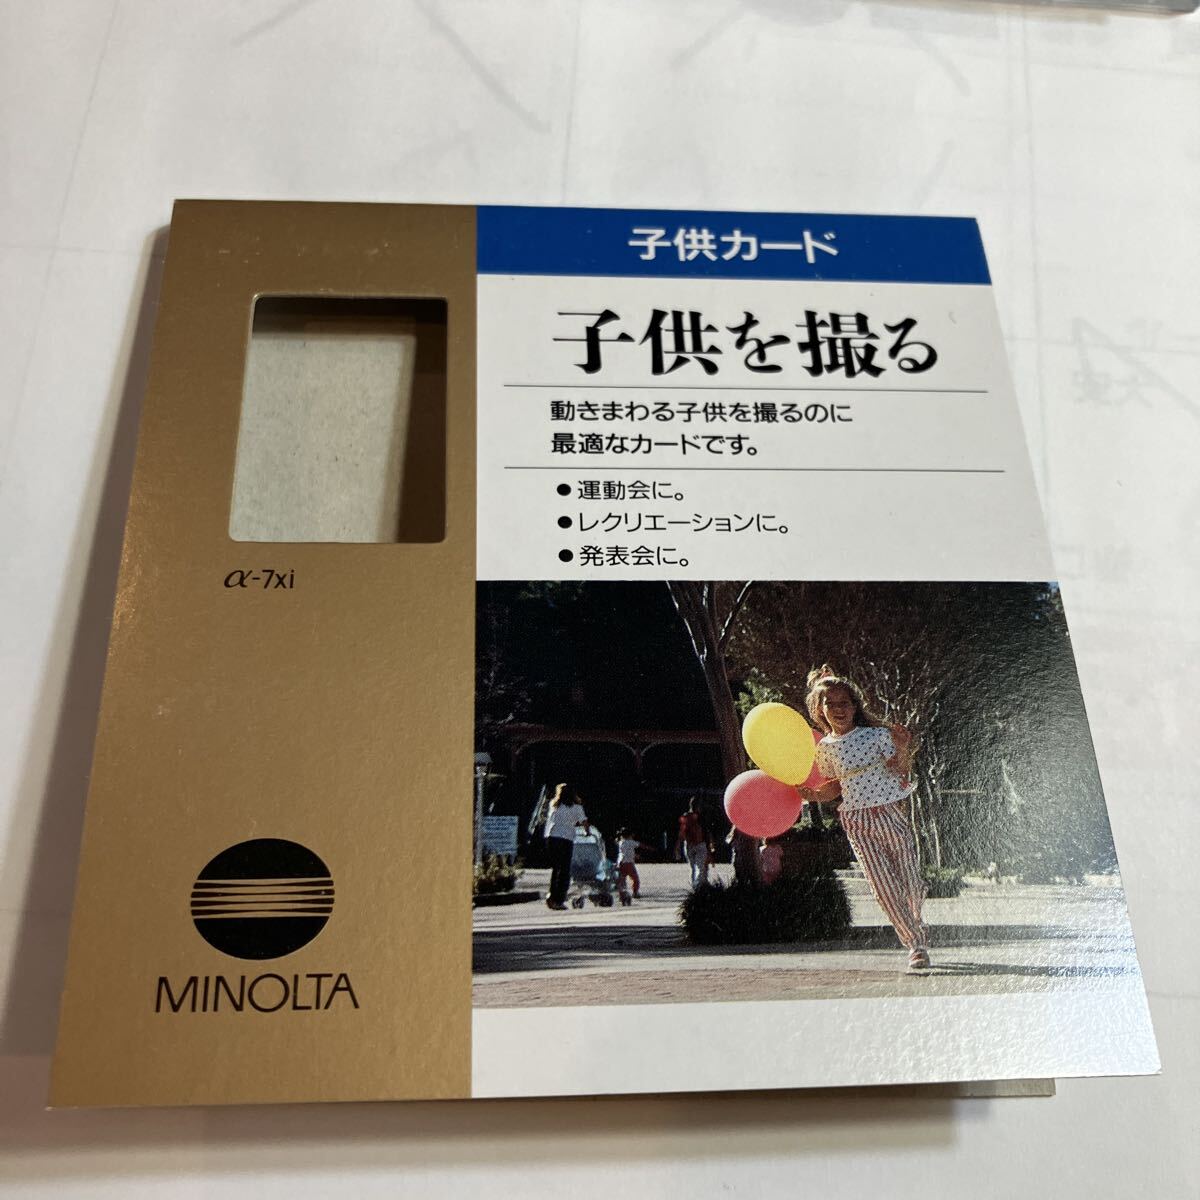 子供カード
子供を撮る
動きまわる子供を撮るのに
最適なカードです。
●運動会に。
●レクリエーションに。
●発表会に。
α-7xi
MINOLTA